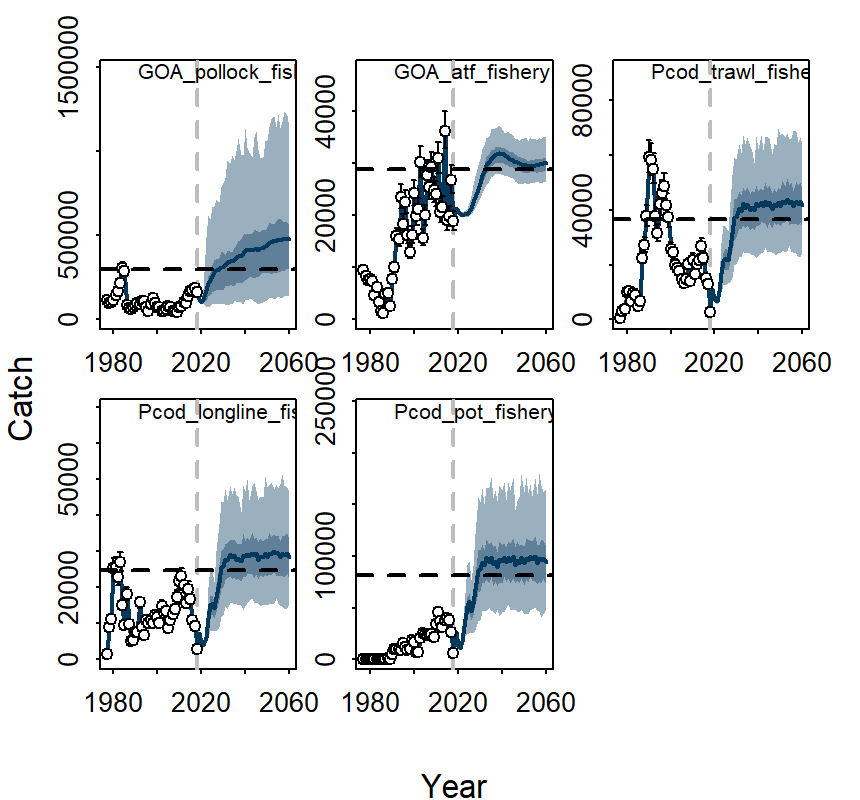 GOA_pollock_fis
GOA_atf_fishery
Pcod_trawl_fishe
0 500000 1500000
0 20000 40000
0 40000 80000
1980 2020 2060
1980 2020 2060
1980 2020 2060
Catch
Pcod_longline_fis
Pcod_pot_fishery
0 20000 50000
0 100000 250000
1980 2020 2060
1980 2020 2060
Year